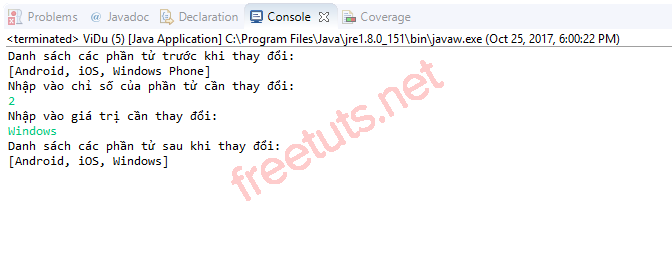 Problems @ Javadoc Declaration Console Coverage
<terminated> ViDu (5) [Java Application] C:\Program Files\Java\jre1.8.0_151\bin\javaw.exe (Oct 25, 2017, 6:00:22 PM)
Danh sách các phần tử trước khi thay đổi:
[Android, iOS, Windows Phone]
Nhập vào chỉ số của phần tử cần thay đổi:
2
Nhập vào giá trị cần thay đổi:
Windows
Danh sách các phần tử sau khi thay đổi:
[Android, iOS, Windows]
freetuts.net